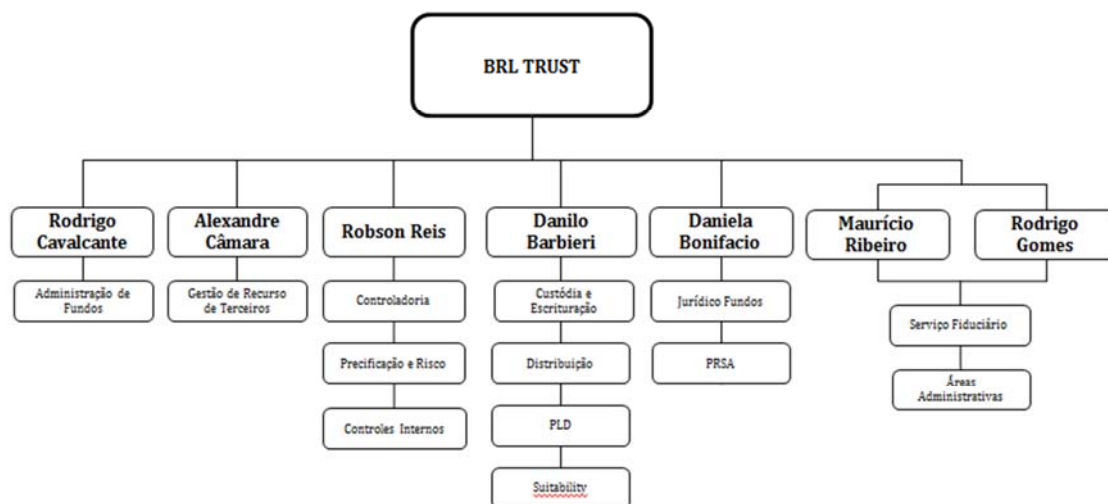 BRL TRUST
Rodrigo
Cavalcante
Alexandre
Câmara
Robson Reis
Danilo
Barbieri
Daniela
Bonifacio
Maurício
Ribeiro
Rodrigo
Gomes
Administração de
Fundos
Gestão de Recurso
de Terceiros
Controladoria
Custódia e
Escrituração
Jurídico Fundos
Serviço Fiduciário
Precificação e Risco
Distribuição
PRSA
Áreas
Administrativas
Controles Internos
PLD
Suitability